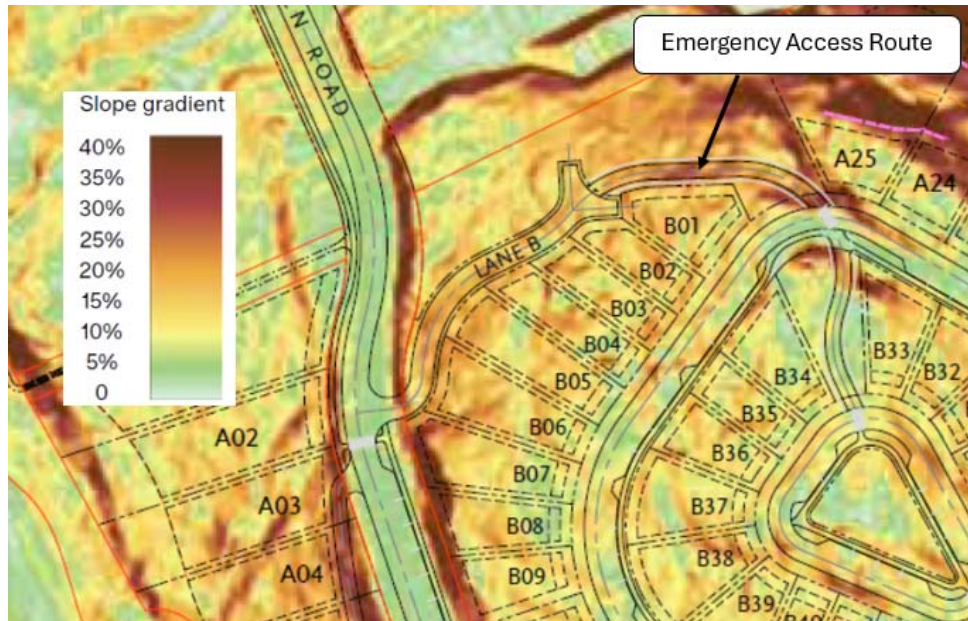 N ROAD
Emergency Access Route
Slope gradient
40%
35%
30%
25%
20%
15%
10%
5%
0
A25
A24
B01
LANE B
B02
B03
B04
B05
B06
B07
B08
B09
B33
B32
B34
B35
B36
B37
B38
B39
A02
A03
A04